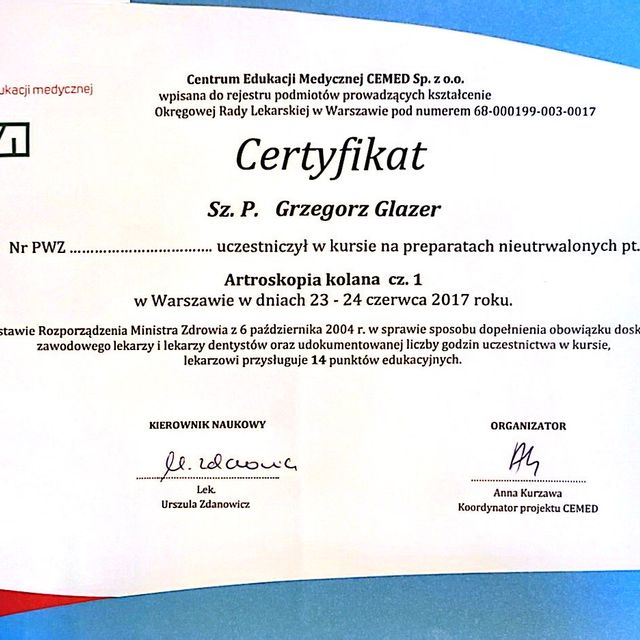 ukacji medycznej
Centrum Edukacji Medycznej CEMED Sp. z o.o.
wpisana do rejestru podmiotów prowadzących kształcenie
Okręgowej Rady Lekarskiej w Warszawie pod numerem 68-000199-003-0017
Certyfikat
Sz. P. Grzegorz Glazer
Nr PWZ .................................... uczestniczył w kursie na preparatach nieutrwalonych pt.
Artroskopia kolana cz. 1
w Warszawie w dniach 23 - 24 czerwca 2017 roku.
stawie Rozporządzenia Ministra Zdrowia z 6 października 2004 r. w sprawie sposobu dopełnienia obowiązku dosk
zawodowego lekarzy i lekarzy dentystów oraz udokumentowanej liczby godzin uczestnictwa w kursie,
lekarzowi przysługuje 14 punktów edukacyjnych.
KIEROWNIK NAUKOWY
Lek.
Urszula Zdanowicz
ORGANIZATOR
Anna Kurzawa
Koordynator projektu CEMED